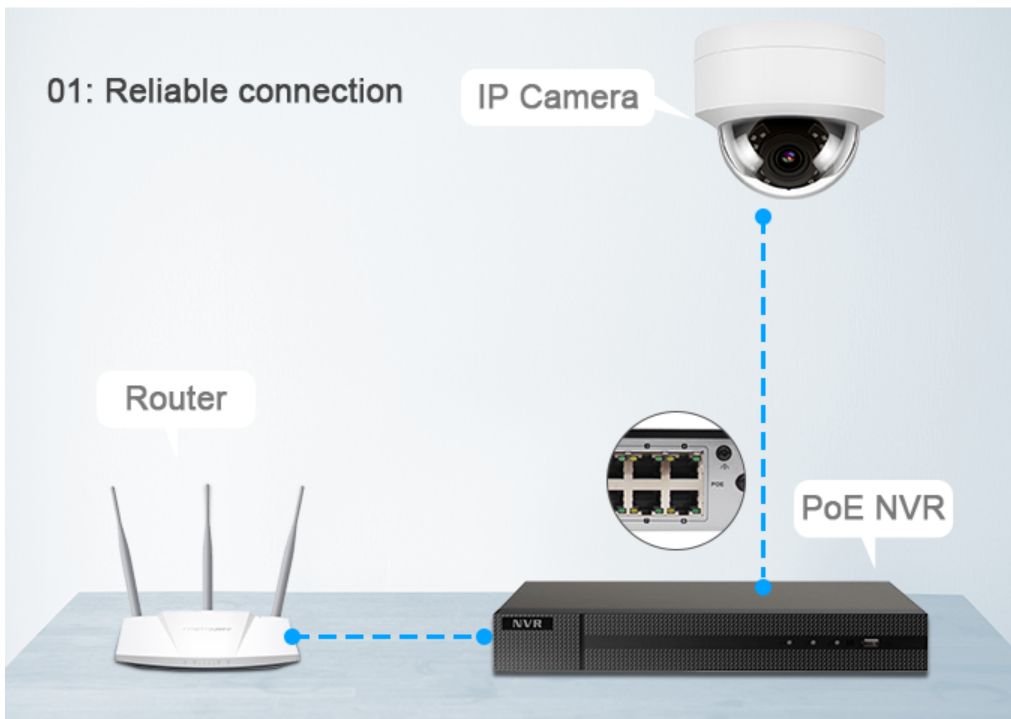 01: Reliable connection
IP Camera
Router
POE
PoE NVR
NVR